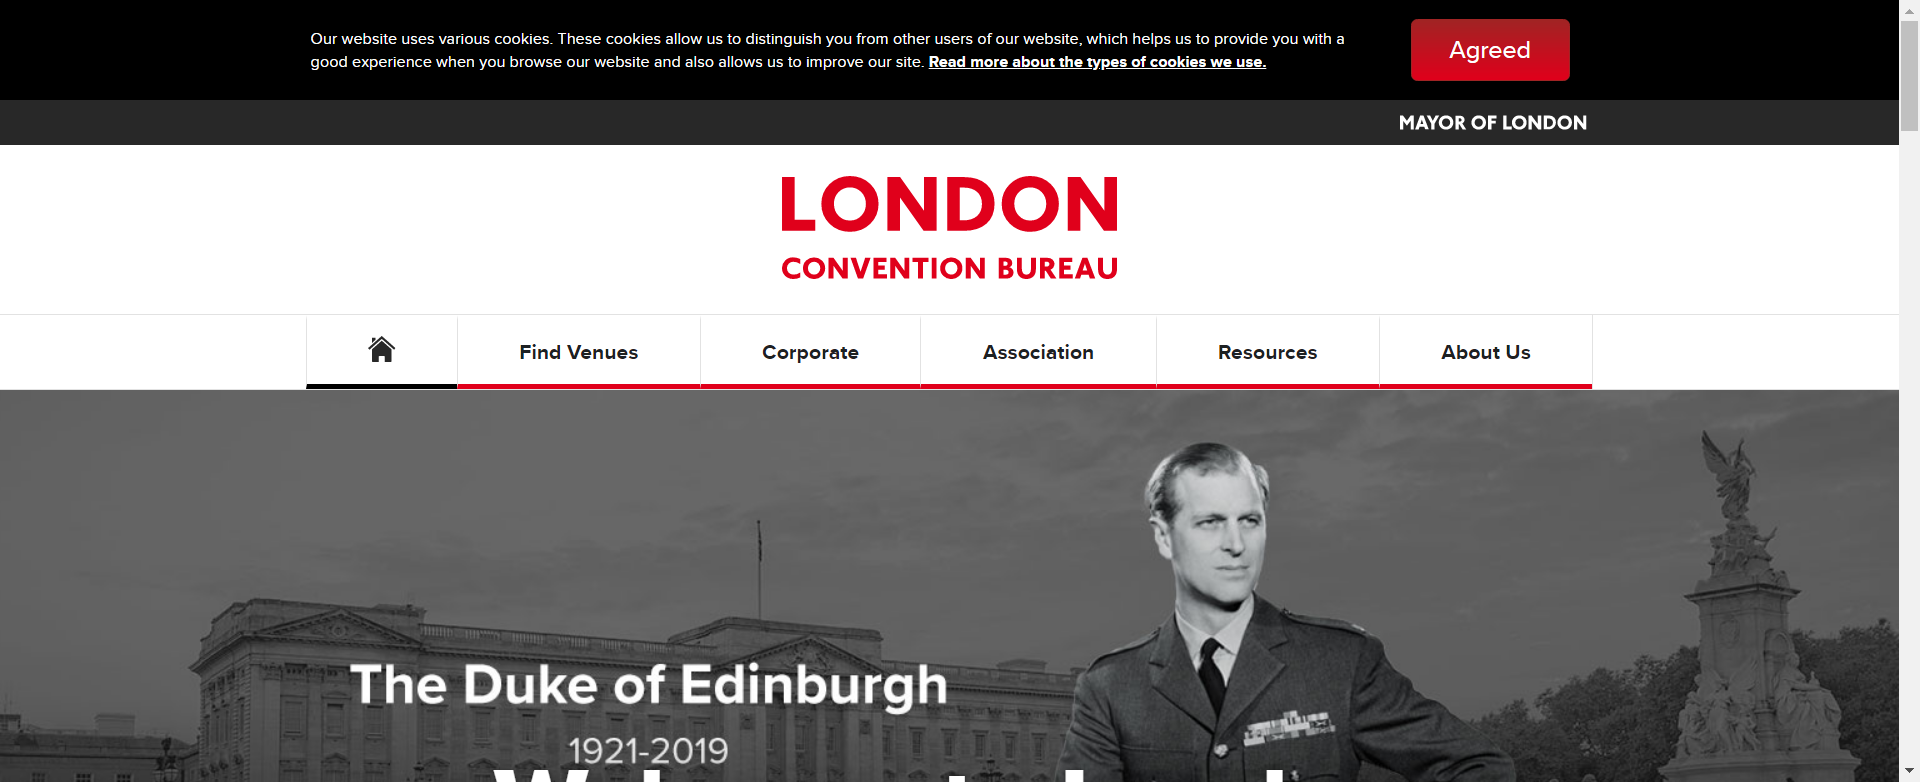 Our website uses various cookies. These cookies allow us to distinguish you from other users of our website, which helps us to provide you with a
good experience when you browse our website and also allows us to improve our site. Read more about the types of cookies we use.
Agreed
MAYOR OF LONDON
LONDON
CONVENTION BUREAU
Find Venues
Corporate
Association
Resources
About Us
The Duke of Edinburgh
1921-2019